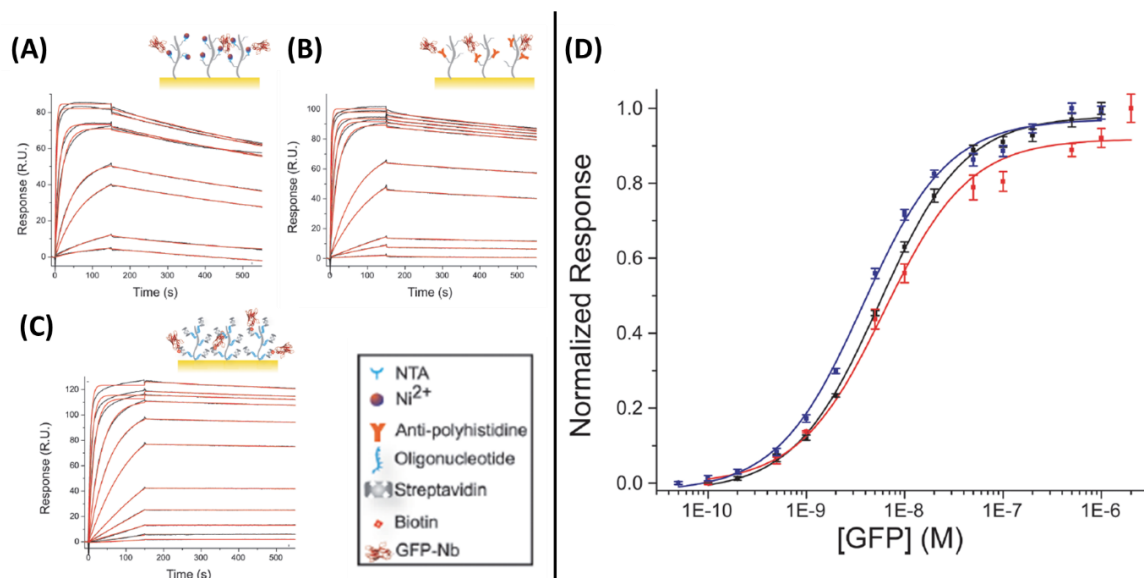 (A)
Response (R.U.)
80
60
40
20
0
0 100 200 300 400 500
Time (s)
(B)
Response (R.U.)
100
80
60
40
20
0
0 100 200 300 400 500
Time (s)
(C)
Response (R.U.)
120
100
80
60
40
20
0
0 100 200 300 400 500
Time (s)
NTA
Ni2+
Anti-polyhistidine
Oligonucleotide
Streptavidin
Biotin
GFP-Nb
(D)
Normalized Response
1.0
0.8
0.6
0.4
0.2
0.0
1E-10 1E-9 1E-8 1E-7 1E-6
[GFP] (M)